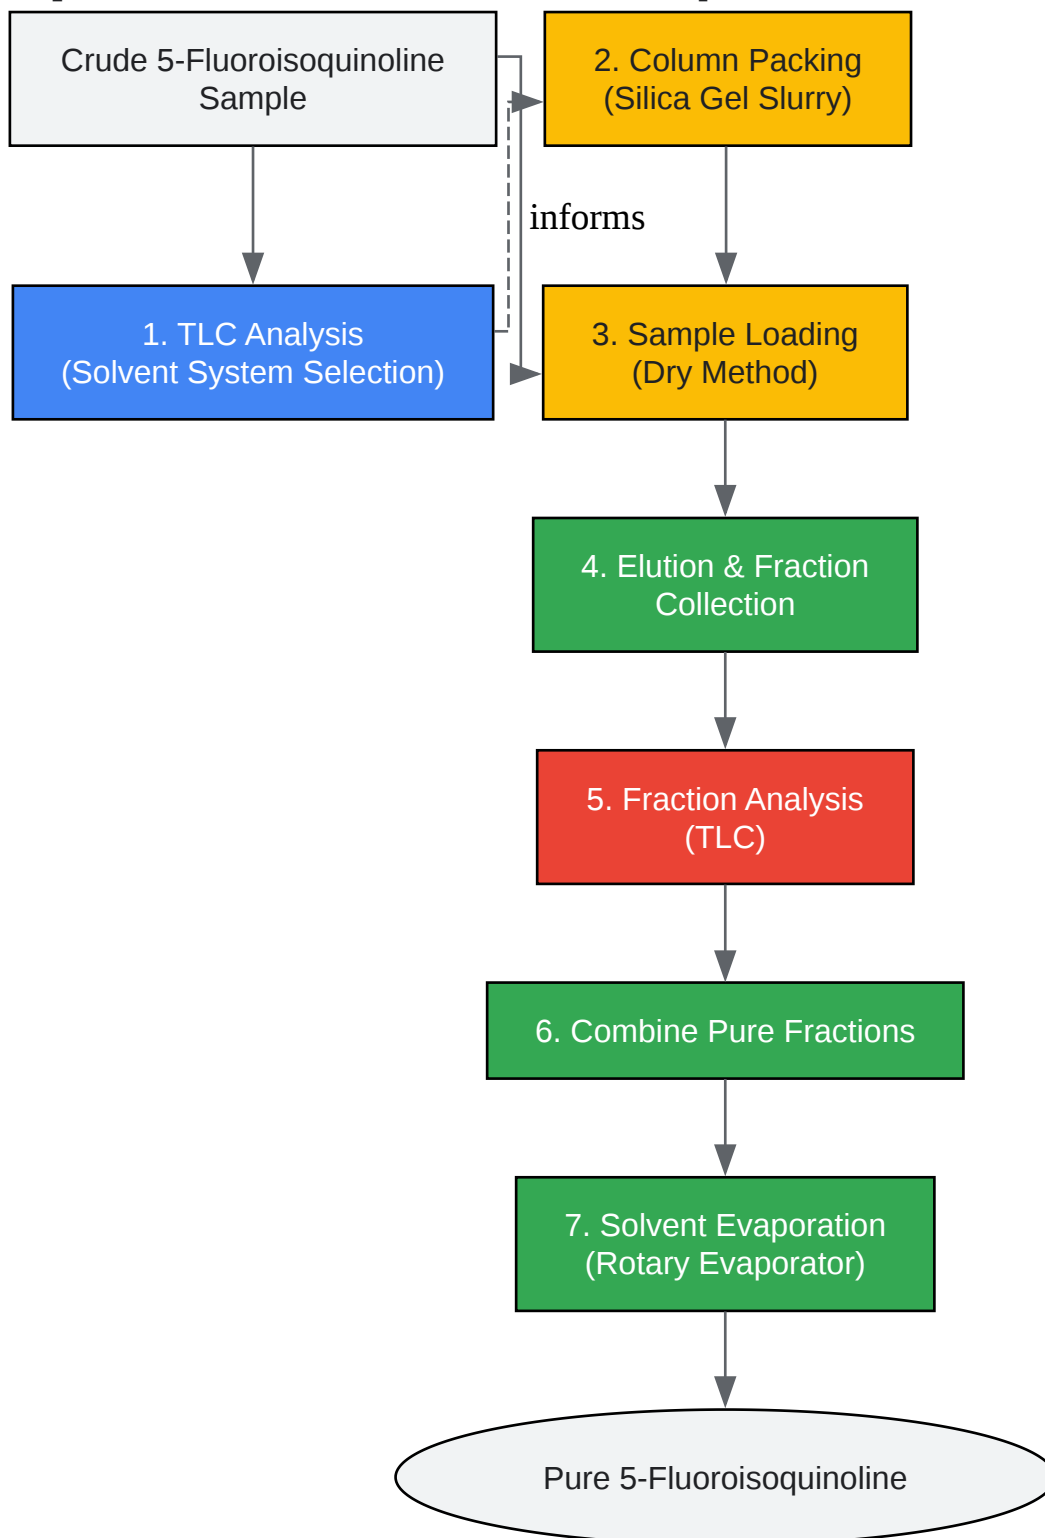 Crude 5-Fluoroisoquinoline
Sample
2. Column Packing
(Silica Gel Slurry)
informs
1. TLC Analysis
(Solvent System Selection)
3. Sample Loading
(Dry Method)
4. Elution & Fraction
Collection
5. Fraction Analysis
(TLC)
6. Combine Pure Fractions
7. Solvent Evaporation
(Rotary Evaporator)
Pure 5-Fluoroisoquinoline